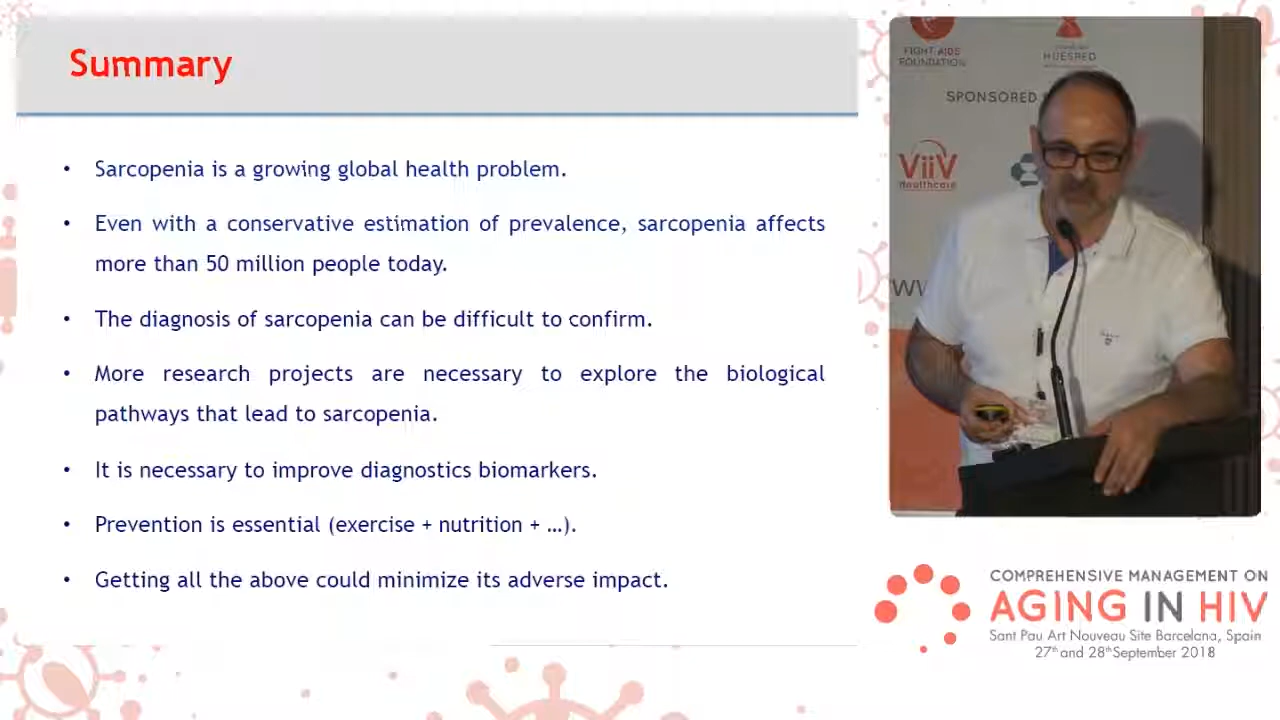 Summary
• Sarcopenia is a growing global health problem.
• Even with a conservative estimation of prevalence, sarcopenia affects
more than 50 million people today.
• The diagnosis of sarcopenia can be difficult to confirm.
• More research projects are necessary to explore the biological
pathways that lead to sarcopenia.
• It is necessary to improve diagnostics biomarkers.
• Prevention is essential (exercise + nutrition + …).
• Getting all the above could minimize its adverse impact.
FIGHT AIDS
FOUNDATION
HUESPED
SPONSORED
ViiV
Healthcare
COMPREHENSIVE MANAGEMENT ON
AGING IN HIV
Sant Pau Art Nouveau Site Barcelana, Spain
27th and 28th September 2018